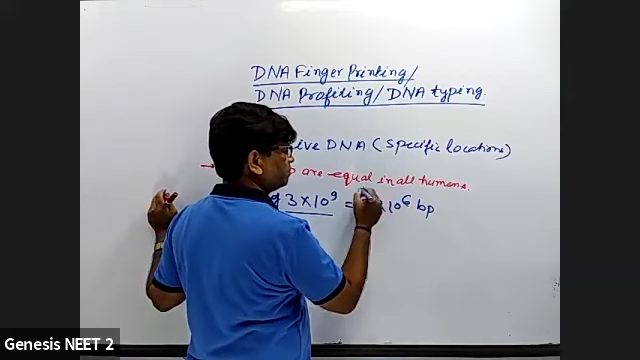 DNA Finger Printing/
DNA Profiling/DNA typing.
DNA (Specific locations)
→ are equal in all humans.
3×10⁹ = ×10⁶ bp
Genesis NEET 2